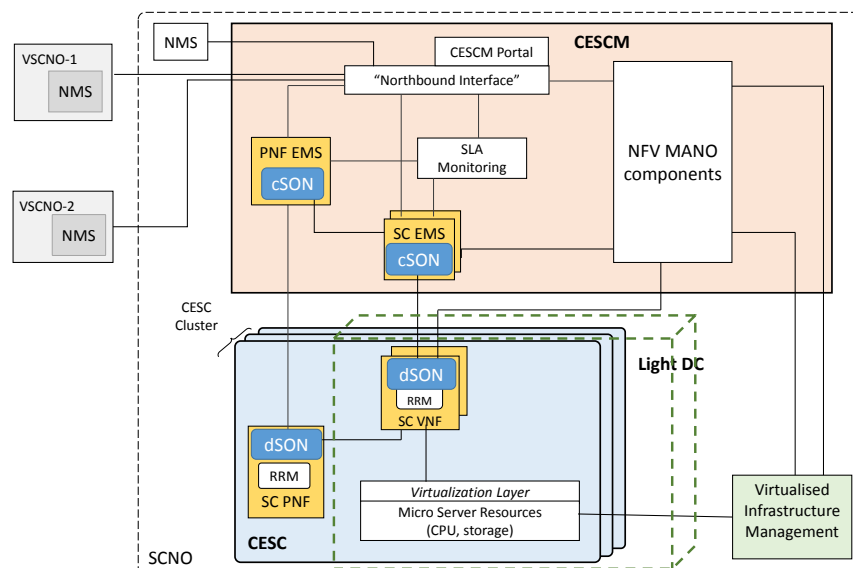 NMS
CESCM Portal
CESCM
VSCNO-1
NMS
“Northbound Interface”
PNF EMS
cSON
SLA
Monitoring
NFV MANO
components
VSCNO-2
NMS
SC EMS
cSON
CESC
Cluster
Light DC
dSON
RRM
SC VNF
dSON
RRM
SC PNF
Virtualization Layer
Micro Server Resources
(CPU, storage)
Virtualised
Infrastructure
Management
CESC
SCNO